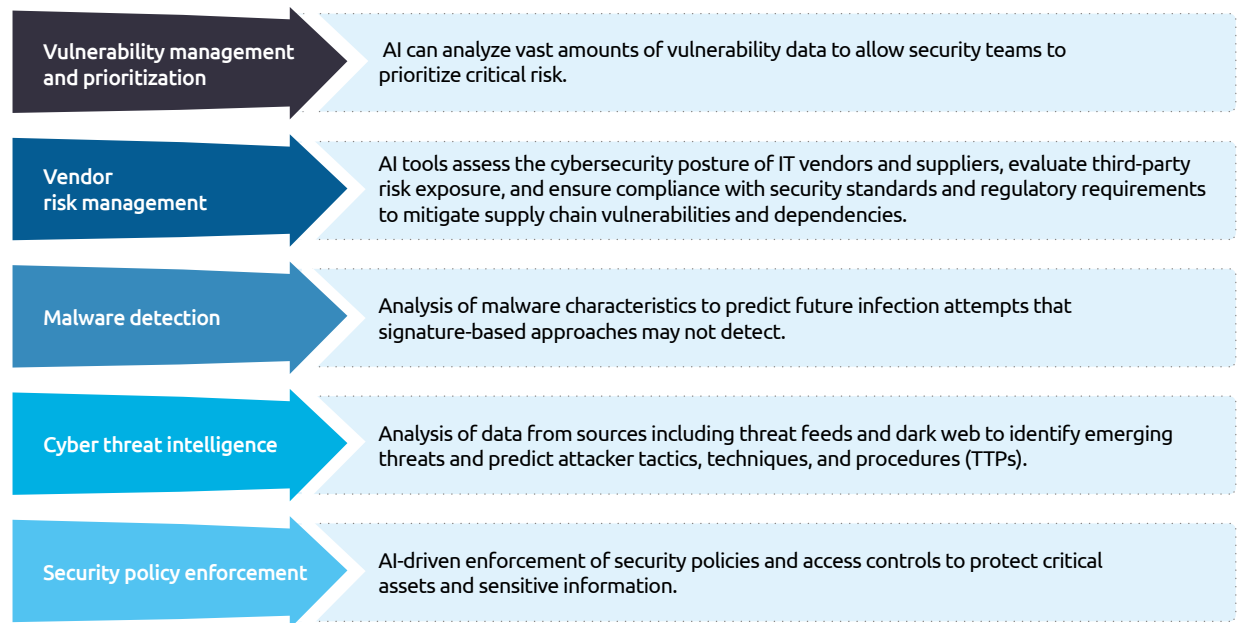 Vulnerability management
and prioritization
AI can analyze vast amounts of vulnerability data to allow security teams to
prioritize critical risk.
Vendor
risk management
AI tools assess the cybersecurity posture of IT vendors and suppliers, evaluate third-party
risk exposure, and ensure compliance with security standards and regulatory requirements
to mitigate supply chain vulnerabilities and dependencies.
Malware detection
Analysis of malware characteristics to predict future infection attempts that
signature-based approaches may not detect.
Cyber threat intelligence
Analysis of data from sources including threat feeds and dark web to identify emerging
threats and predict attacker tactics, techniques, and procedures (TTPs).
Security policy enforcement
AI-driven enforcement of security policies and access controls to protect critical
assets and sensitive information.